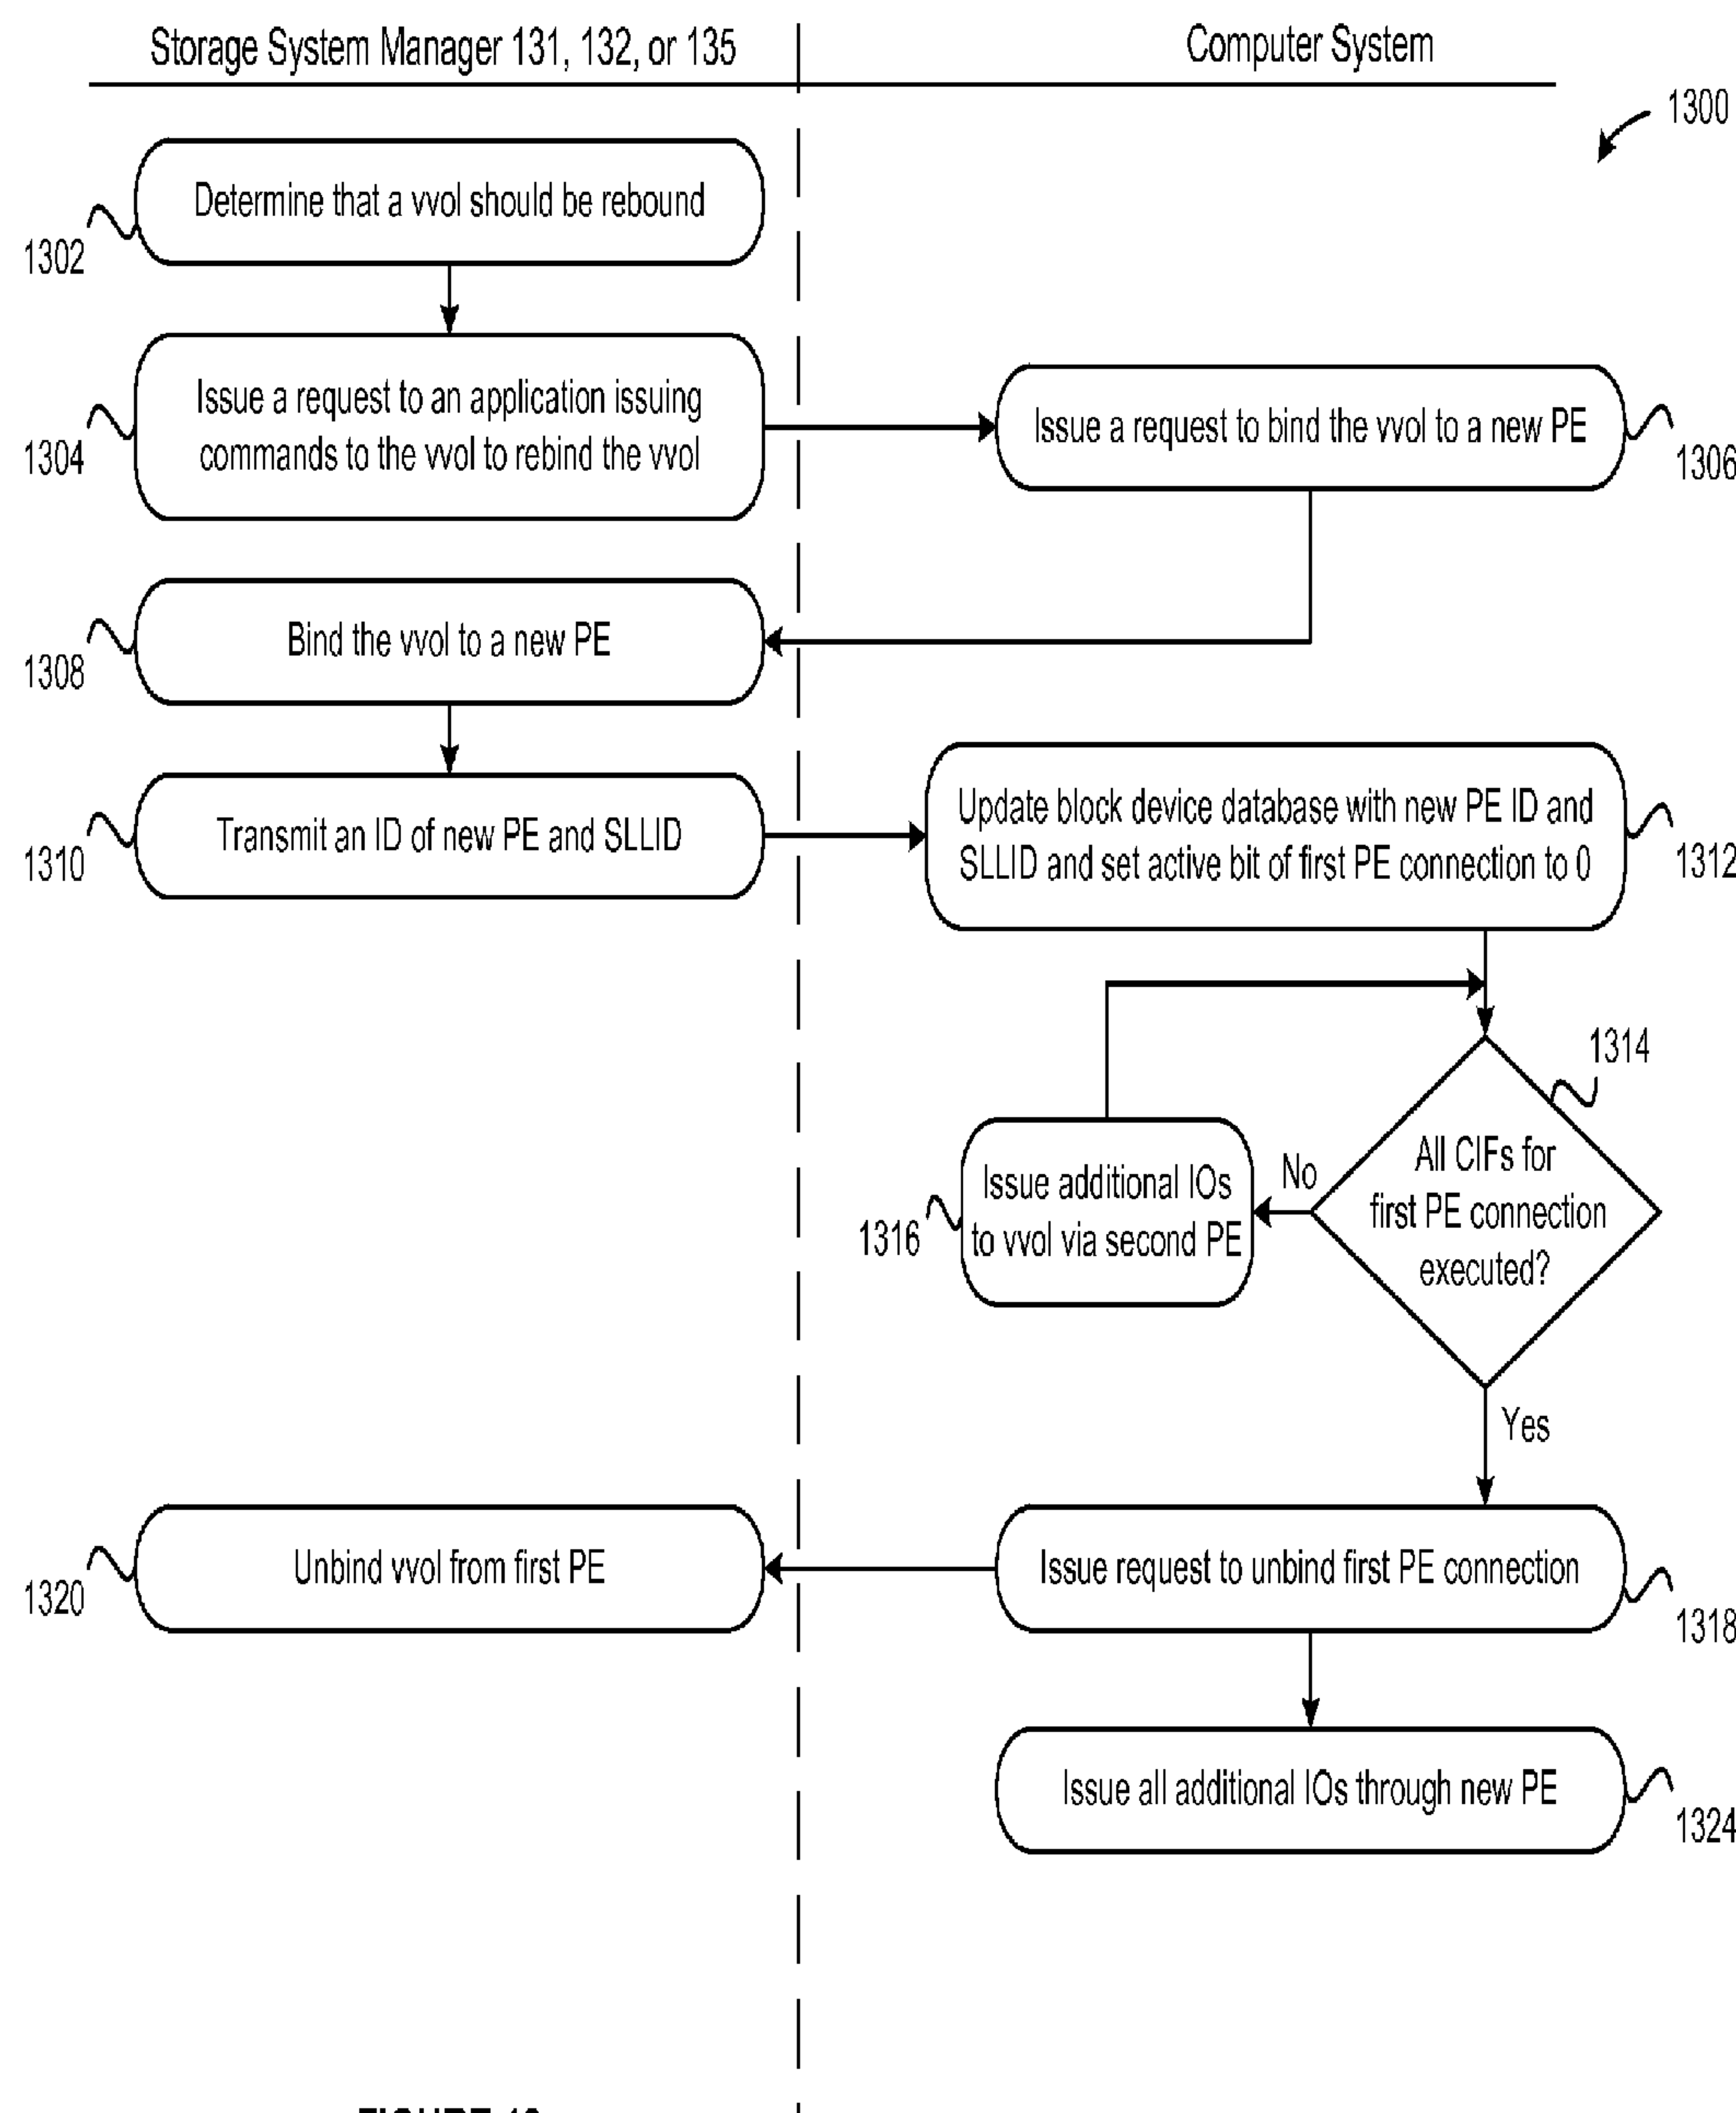 Storage System Manager 131, 132, or 135
Computer System
1300
Determine that a vvol should be rebound
1302
Issue a request to an application issuing
commands to the vvol to rebind the vvol
1304
Issue a request to bind the vvol to a new PE
1306
Bind the vvol to a new PE
1308
Transmit an ID of new PE and SLLID
1310
Update block device database with new PE ID and
SLLID and set active bit of first PE connection to 0
1312
1314
All CIFs for
first PE connection
executed?
No
Issue additional IOs
to vvol via second PE
1316
Yes
Unbind vvol from first PE
1320
Issue request to unbind first PE connection
1318
Issue all additional IOs through new PE
1324